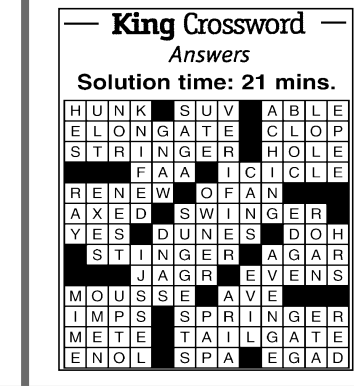 King Crossword
Answers
Solution time: 21 mins.
HUNK SUV ABLE
ELONGATE CLOP
STRINGER HOLE
FAA ICICLE
RENEW OFAN
AXED SWINGER
YES DUNES DOH
STINGER AGAR
JAGR EVENS
MOUSSE AVE
IMPS SPRINGER
METE TAILGATE
ENOL SPA EGAD